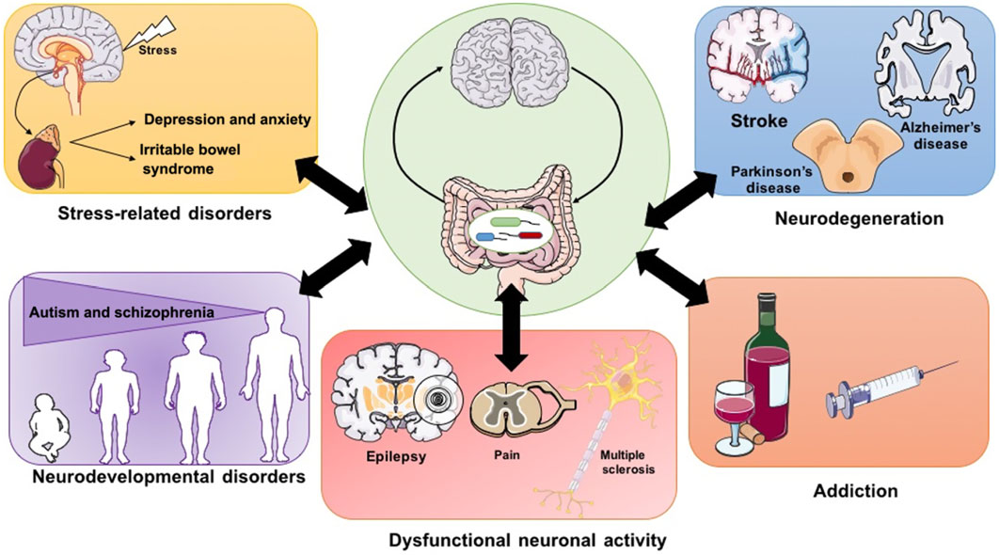 Stress
Depression and anxiety
Irritable bowel
syndrome
Stress-related disorders
Stroke
Alzheimer's
disease
Parkinson's
disease
Neurodegeneration
Autism and schizophrenia
Neurodevelopmental disorders
Epilepsy
Pain
Multiple
sclerosis
Dysfunctional neuronal activity
Addiction